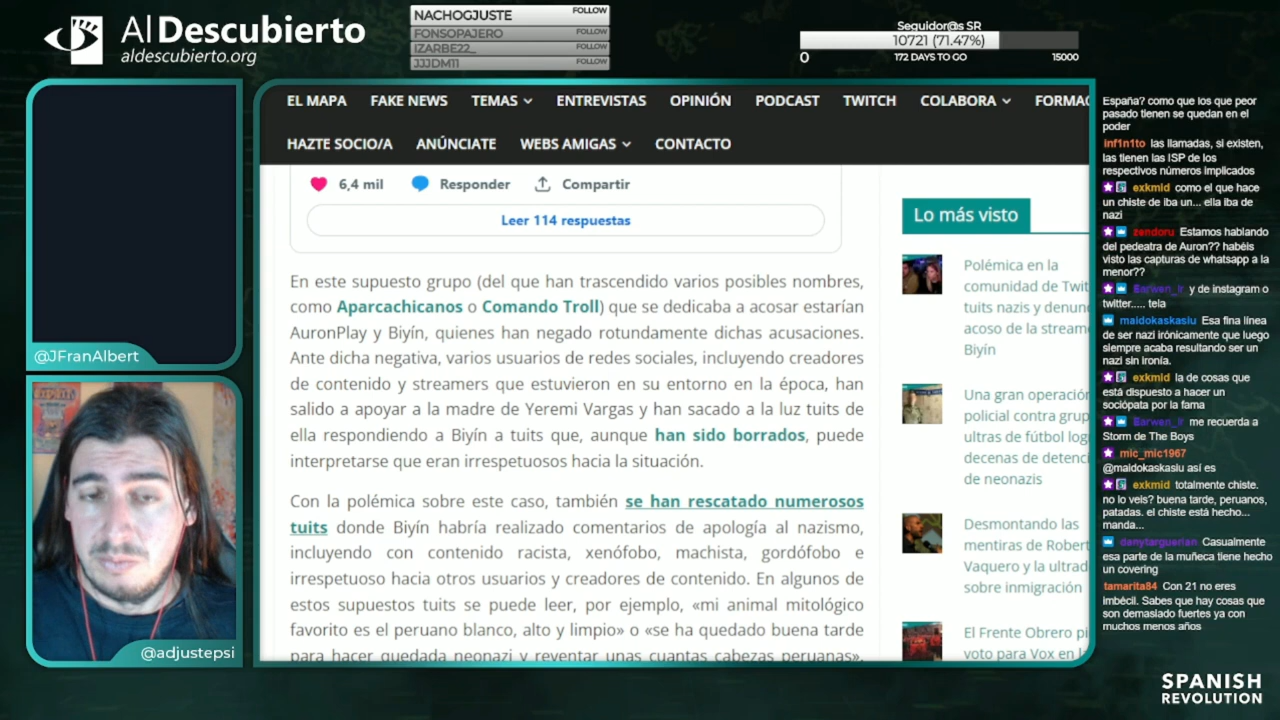 Al Descubierto
aldescubierto.org
NACHOGJUSTE FOLLOW
FONSOPAJERO FOLLOW
IZARBE22_ FOLLOW
JJJDM11 FOLLOW
Seguidor@s SR
10721 (71.47%)
0 172 DAYS TO GO 15000
EL MAPA FAKE NEWS TEMAS ENTREVISTAS OPINIÓN PODCAST TWITCH COLABORA FORMAC
HAZTE SOCIO/A ANÚNCIATE WEBS AMIGAS CONTACTO
6,4 mil Responder Compartir
Leer 114 respuestas
En este supuesto grupo (del que han trascendido varios posibles nombres,
como Aparcachicanos o Comando Troll) que se dedicaba a acosar estarían
AuronPlay y Biyín, quienes han negado rotundamente dichas acusaciones.
Ante dicha negativa, varios usuarios de redes sociales, incluyendo creadores
de contenido y streamers que estuvieron en su entorno en la época, han
salido a apoyar a la madre de Yeremi Vargas y han sacado a la luz tuits de
ella respondiendo a Biyín a tuits que, aunque han sido borrados, puede
interpretarse que eran irrespetuosos hacia la situación.
Con la polémica sobre este caso, también se han rescatado numerosos
tuits donde Biyín habría realizado comentarios de apología al nazismo,
incluyendo con contenido racista, xenófobo, machista, gordófobo e
irrespetuoso hacia otros usuarios y creadores de contenido. En algunos de
estos supuestos tuits se puede leer, por ejemplo, «mi animal mitológico
favorito es el peruano blanco, alto y limpio» o «se ha quedado buena tarde
para hacer quedada neonazi y reventar unas cuantas cabezas peruanas».
Lo más visto
Polémica en la
comunidad de Twit
tuits nazis y denunc
acoso de la streame
Biyín
Una gran operación
policial contra grup
ultras de fútbol logr
decenas de detenci
de neonazis
Desmontando las
mentiras de Robert
Vaquero y la ultrad
sobre inmigración
El Frente Obrero pi
voto para Vox en la
@JFranAlbert
@adjustepsi
España? como que los que peor
pasado tienen se quedan en el
poder
inf1n1to las llamadas, si existen,
las tienen las ISP de los
respectivos números implicados
exkmid como el que hace
un chiste de iba un... ella iba de
nazi
zendoru Estamos hablando
del pedeatra de Auron?? habéis
visto las capturas de whatsapp a la
menor??
Earwen_ir y de instagram o
twitter..... tela
maidokaskasiu Esa fina línea
de ser nazi irónicamente que luego
siempre acaba resultando ser un
nazi sin ironía.
exkmid la de cosas que
está dispuesto a hacer un
sociópata por la fama
Earwen_ir me recuerda a
Storm de The Boys
mic_mic1967
@maidokaskasiu así es
exkmid totalmente chiste.
no lo veis? buena tarde, peruanos,
patadas. el chiste está hecho...
manda...
danytarguerian Casualmente
esa parte de la muñeca tiene hecho
un covering
tamarita84 Con 21 no eres
imbécil. Sabes que hay cosas que
son demasiado fuertes ya con
muchos menos años
SPANISH
REVOLUTION